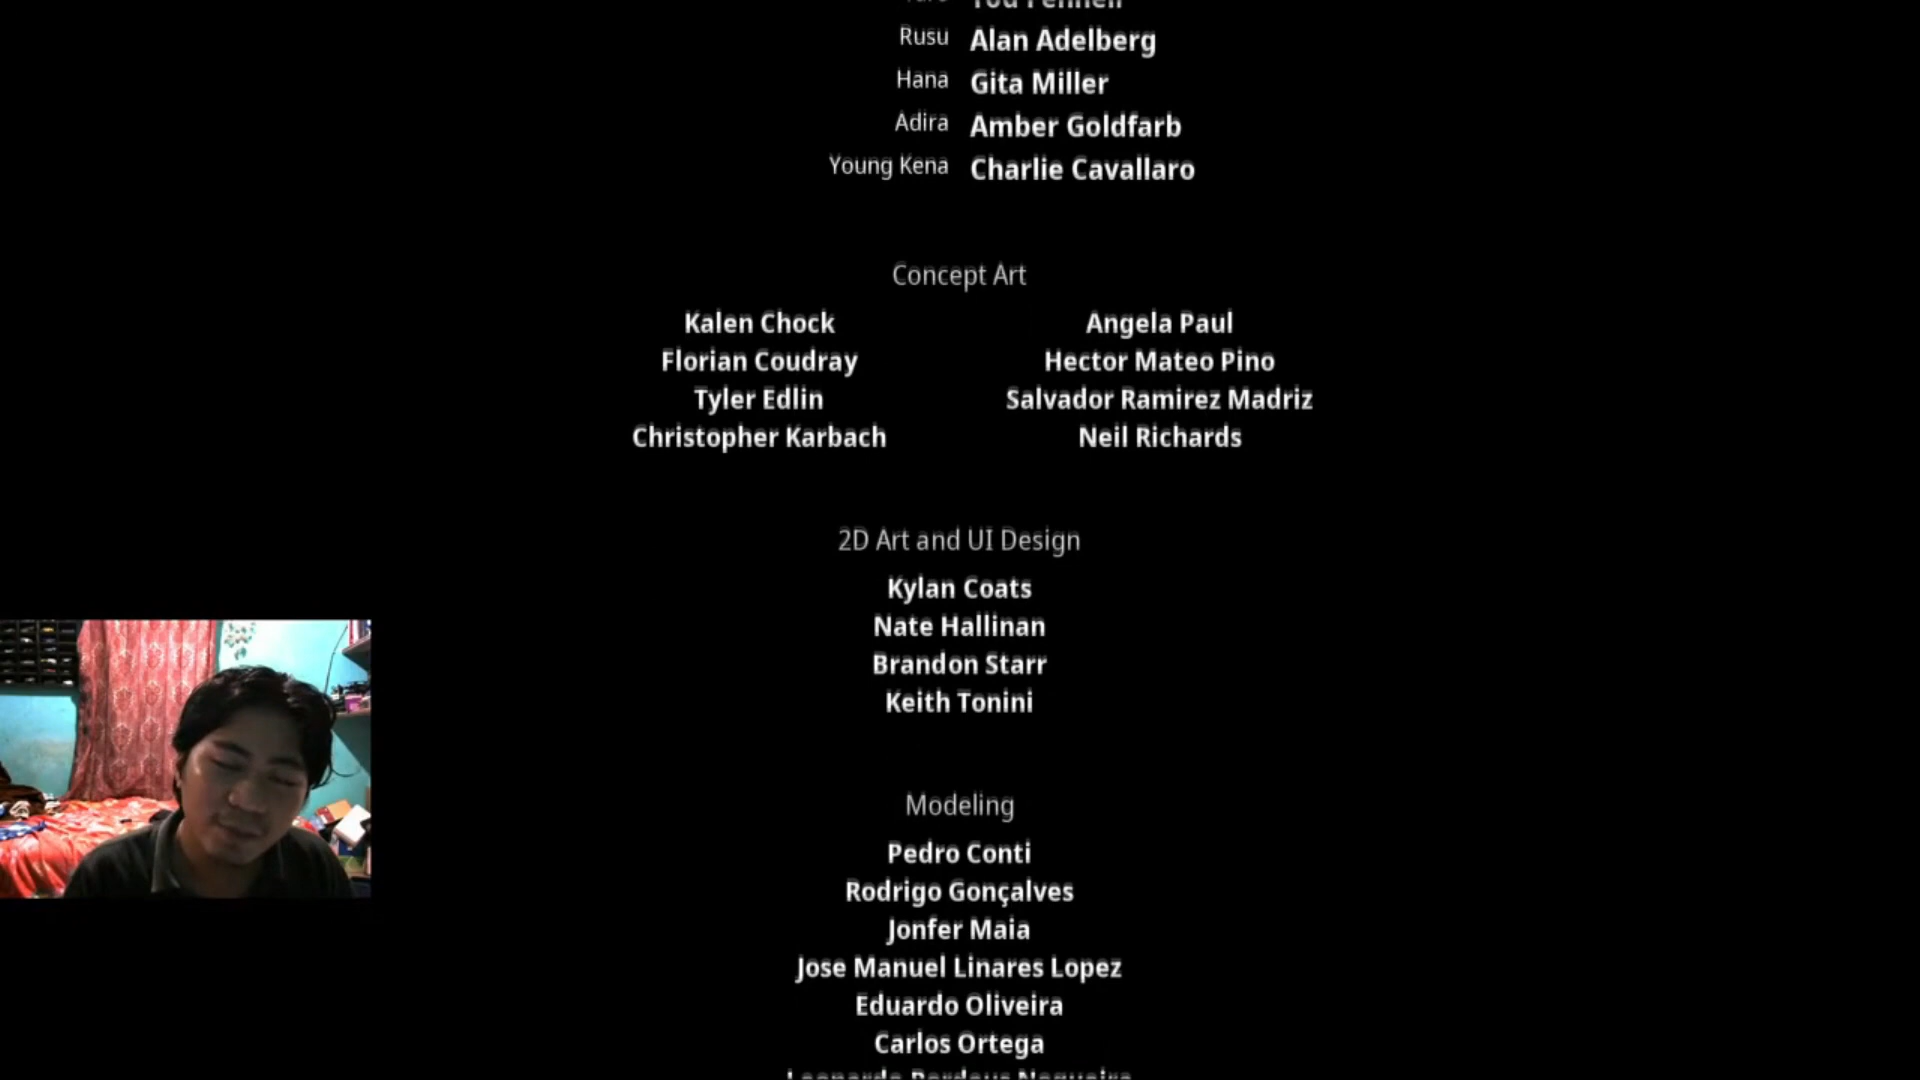 Rusu Alan Adelberg
Hana Gita Miller
Adira Amber Goldfarb
Young Kena Charlie Cavallaro
Concept Art
Kalen Chock Angela Paul
Florian Coudray Hector Mateo Pino
Tyler Edlin Salvador Ramirez Madriz
Christopher Karbach Neil Richards
2D Art and UI Design
Kylan Coats
Nate Hallinan
Brandon Starr
Keith Tonini
Modeling
Pedro Conti
Rodrigo Gonçalves
Jonfer Maia
Jose Manuel Linares Lopez
Eduardo Oliveira
Carlos Ortega